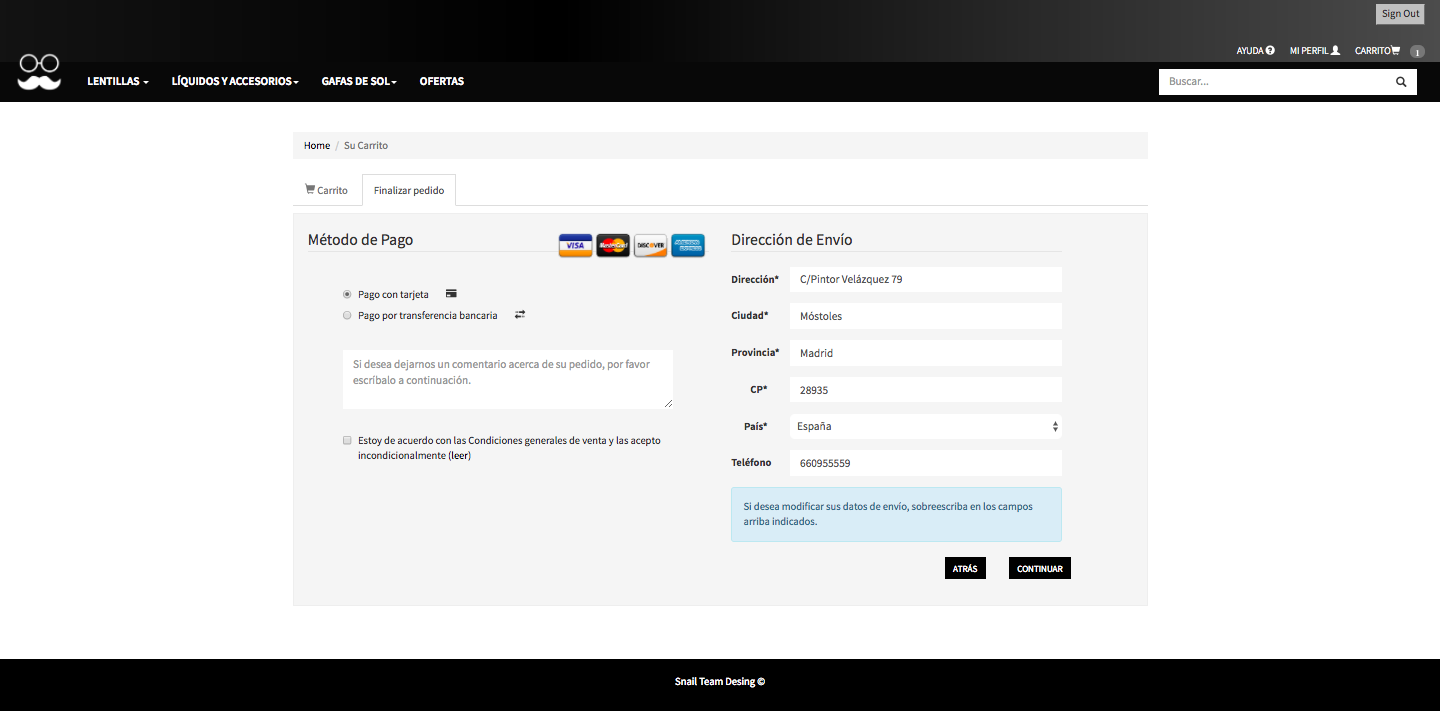 Sign Out
AYUDA MI PERFIL CARRITO 1
LENTILLAS LÍQUIDOS Y ACCESORIOS GAFAS DE SOL OFERTAS Buscar...
Home / Su Carrito
Carrito Finalizar pedido
Método de Pago VISA MasterCard DISCOVER AMERICAN EXPRESS
Pago con tarjeta
Pago por transferencia bancaria
Si desea dejarnos un comentario acerca de su pedido, por favor
escríbalo a continuación.
Estoy de acuerdo con las Condiciones generales de venta y las acepto
incondicionalmente (leer)
Dirección de Envío
Dirección* C/Pintor Velázquez 79
Ciudad* Móstoles
Provincia* Madrid
CP* 28935
País* España
Teléfono 660955559
Si desea modificar sus datos de envío, sobreescriba en los campos
arriba indicados.
ATRÁS CONTINUAR
Snail Team Desing ©